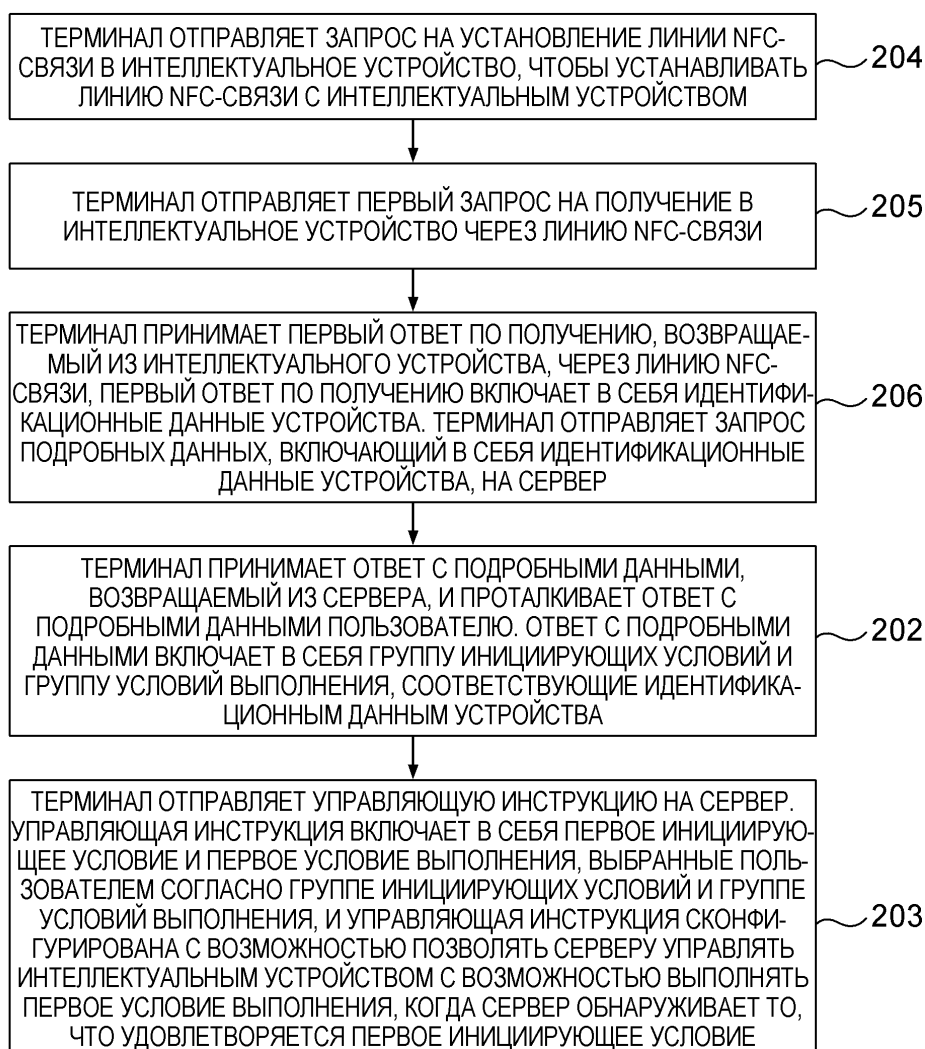 ТЕРМИНАЛ ОТПРАВЛЯЕТ ЗАПРОС НА УСТАНОВЛЕНИЕ ЛИНИИ NFC-
СВЯЗИ В ИНТЕЛЛЕКТУАЛЬНОЕ УСТРОЙСТВО, ЧТОБЫ УСТАНАВЛИВАТЬ
ЛИНИЮ NFC-СВЯЗИ С ИНТЕЛЛЕКТУАЛЬНЫМ УСТРОЙСТВОМ
204
ТЕРМИНАЛ ОТПРАВЛЯЕТ ПЕРВЫЙ ЗАПРОС НА ПОЛУЧЕНИЕ В
ИНТЕЛЛЕКТУАЛЬНОЕ УСТРОЙСТВО ЧЕРЕЗ ЛИНИЮ NFC-СВЯЗИ
205
ТЕРМИНАЛ ПРИНИМАЕТ ПЕРВЫЙ ОТВЕТ ПО ПОЛУЧЕНИЮ, ВОЗВРАЩАЕ-
МЫЙ ИЗ ИНТЕЛЛЕКТУАЛЬНОГО УСТРОЙСТВА, ЧЕРЕЗ ЛИНИЮ NFC-
СВЯЗИ, ПЕРВЫЙ ОТВЕТ ПО ПОЛУЧЕНИЮ ВКЛЮЧАЕТ В СЕБЯ ИДЕНТИФИ-
КАЦИОННЫЕ ДАННЫЕ УСТРОЙСТВА. ТЕРМИНАЛ ОТПРАВЛЯЕТ ЗАПРОС
ПОДРОБНЫХ ДАННЫХ, ВКЛЮЧАЮЩИЙ В СЕБЯ ИДЕНТИФИКАЦИОННЫЕ
ДАННЫЕ УСТРОЙСТВА, НА СЕРВЕР
206
ТЕРМИНАЛ ПРИНИМАЕТ ОТВЕТ С ПОДРОБНЫМИ ДАННЫМИ,
ВОЗВРАЩАЕМЫЙ ИЗ СЕРВЕРА, И ПРОТАЛКИВАЕТ ОТВЕТ С
ПОДРОБНЫМИ ДАННЫМИ ПОЛЬЗОВАТЕЛЮ. ОТВЕТ С ПОДРОБНЫМИ
ДАННЫМИ ВКЛЮЧАЕТ В СЕБЯ ГРУППУ ИНИЦИИРУЮЩИХ УСЛОВИЙ И
ГРУППУ УСЛОВИЙ ВЫПОЛНЕНИЯ, СООТВЕТСТВУЮЩИЕ ИДЕНТИФИКА-
ЦИОННЫМ ДАННЫМ УСТРОЙСТВА
202
ТЕРМИНАЛ ОТПРАВЛЯЕТ УПРАВЛЯЮЩУЮ ИНСТРУКЦИЮ НА СЕРВЕР.
УПРАВЛЯЮЩАЯ ИНСТРУКЦИЯ ВКЛЮЧАЕТ В СЕБЯ ПЕРВОЕ ИНИЦИИРУЮ-
ЩЕЕ УСЛОВИЕ И ПЕРВОЕ УСЛОВИЕ ВЫПОЛНЕНИЯ, ВЫБРАННЫЕ ПОЛЬ-
ЗОВАТЕЛЕМ СОГЛАСНО ГРУППЕ ИНИЦИИРУЮЩИХ УСЛОВИЙ И ГРУППЕ
УСЛОВИЙ ВЫПОЛНЕНИЯ, И УПРАВЛЯЮЩАЯ ИНСТРУКЦИЯ СКОНФИ-
ГУРИРОВАНА С ВОЗМОЖНОСТЬЮ ПОЗВОЛЯТЬ СЕРВЕРУ УПРАВЛЯТЬ
ИНТЕЛЛЕКТУАЛЬНЫМ УСТРОЙСТВОМ С ВОЗМОЖНОСТЬЮ ВЫПОЛНЯТЬ
ПЕРВОЕ УСЛОВИЕ ВЫПОЛНЕНИЯ, КОГДА СЕРВЕР ОБНАРУЖИВАЕТ ТО,
ЧТО УДОВЛЕТВОРЯЕТСЯ ПЕРВОЕ ИНИЦИИРУЮЩЕЕ УСЛОВИЕ
203